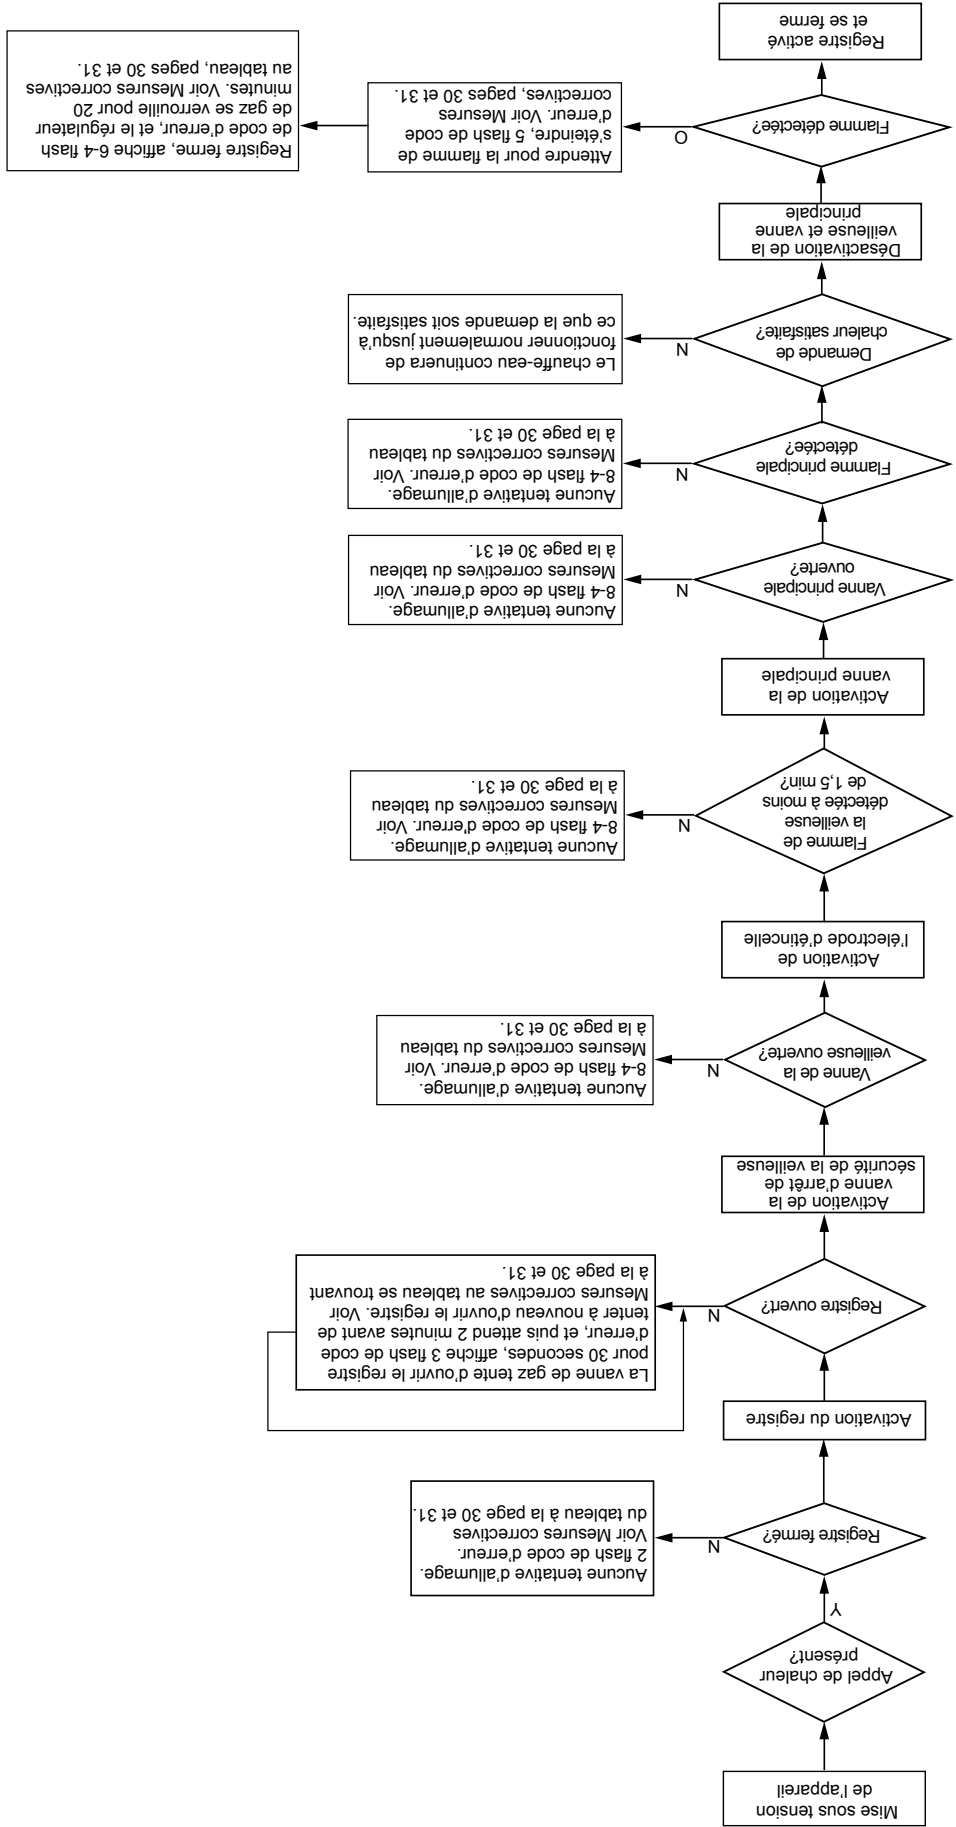 Mise sous tension
de l'appareil
Appel de chaleur
présent?
Y
Registre fermé?
N
Aucune tentative d'allumage.
2 flash de code d'erreur.
Voir Mesures correctives
du tableau à la page 30 et 31.
Activation du registre
Registre ouvert?
N
La vanne de gaz tente d'ouvrir le registre
pour 30 secondes, affiche 3 flash de code
d'erreur, et puis attend 2 minutes avant de
tenter à nouveau d'ouvrir le registre. Voir
Mesures correctives au tableau se trouvant
à la page 30 et 31.
Activation de la
vanne d'arrêt de
sécurité de la veilleuse
Vanne de la
veilleuse ouverte?
N
Aucune tentative d'allumage.
8-4 flash de code d'erreur. Voir
Mesures correctives du tableau
à la page 30 et 31.
Activation de
l'électrode d'étincelle
Flamme de
la veilleuse
détectée à moins
de 1,5 min?
N
Aucune tentative d'allumage.
8-4 flash de code d'erreur. Voir
Mesures correctives du tableau
à la page 30 et 31.
Activation de la
vanne principale
Vanne principale
ouverte?
N
Aucune tentative d'allumage.
8-4 flash de code d'erreur. Voir
Mesures correctives du tableau
à la page 30 et 31.
Flamme principale
détectée?
N
Aucune tentative d'allumage.
8-4 flash de code d'erreur. Voir
Mesures correctives du tableau
à la page 30 et 31.
Demande de
chaleur satisfaite?
N
Le chauffe-eau continuera de
fonctionner normalement jusqu'à
ce que la demande soit satisfaite.
Désactivation de la
veilleuse et vanne
principale
Flamme détectée?
O
Attendre pour la flamme de
s'éteindre, 5 flash de code
d'erreur. Voir Mesures
correctives, pages 30 et 31.
Registre ferme, affiche 6-4 flash
de code d'erreur, et le régulateur
de gaz se verrouille pour 20
minutes. Voir Mesures correctives
au tableau, pages 30 et 31.
Registre activé
et se ferme